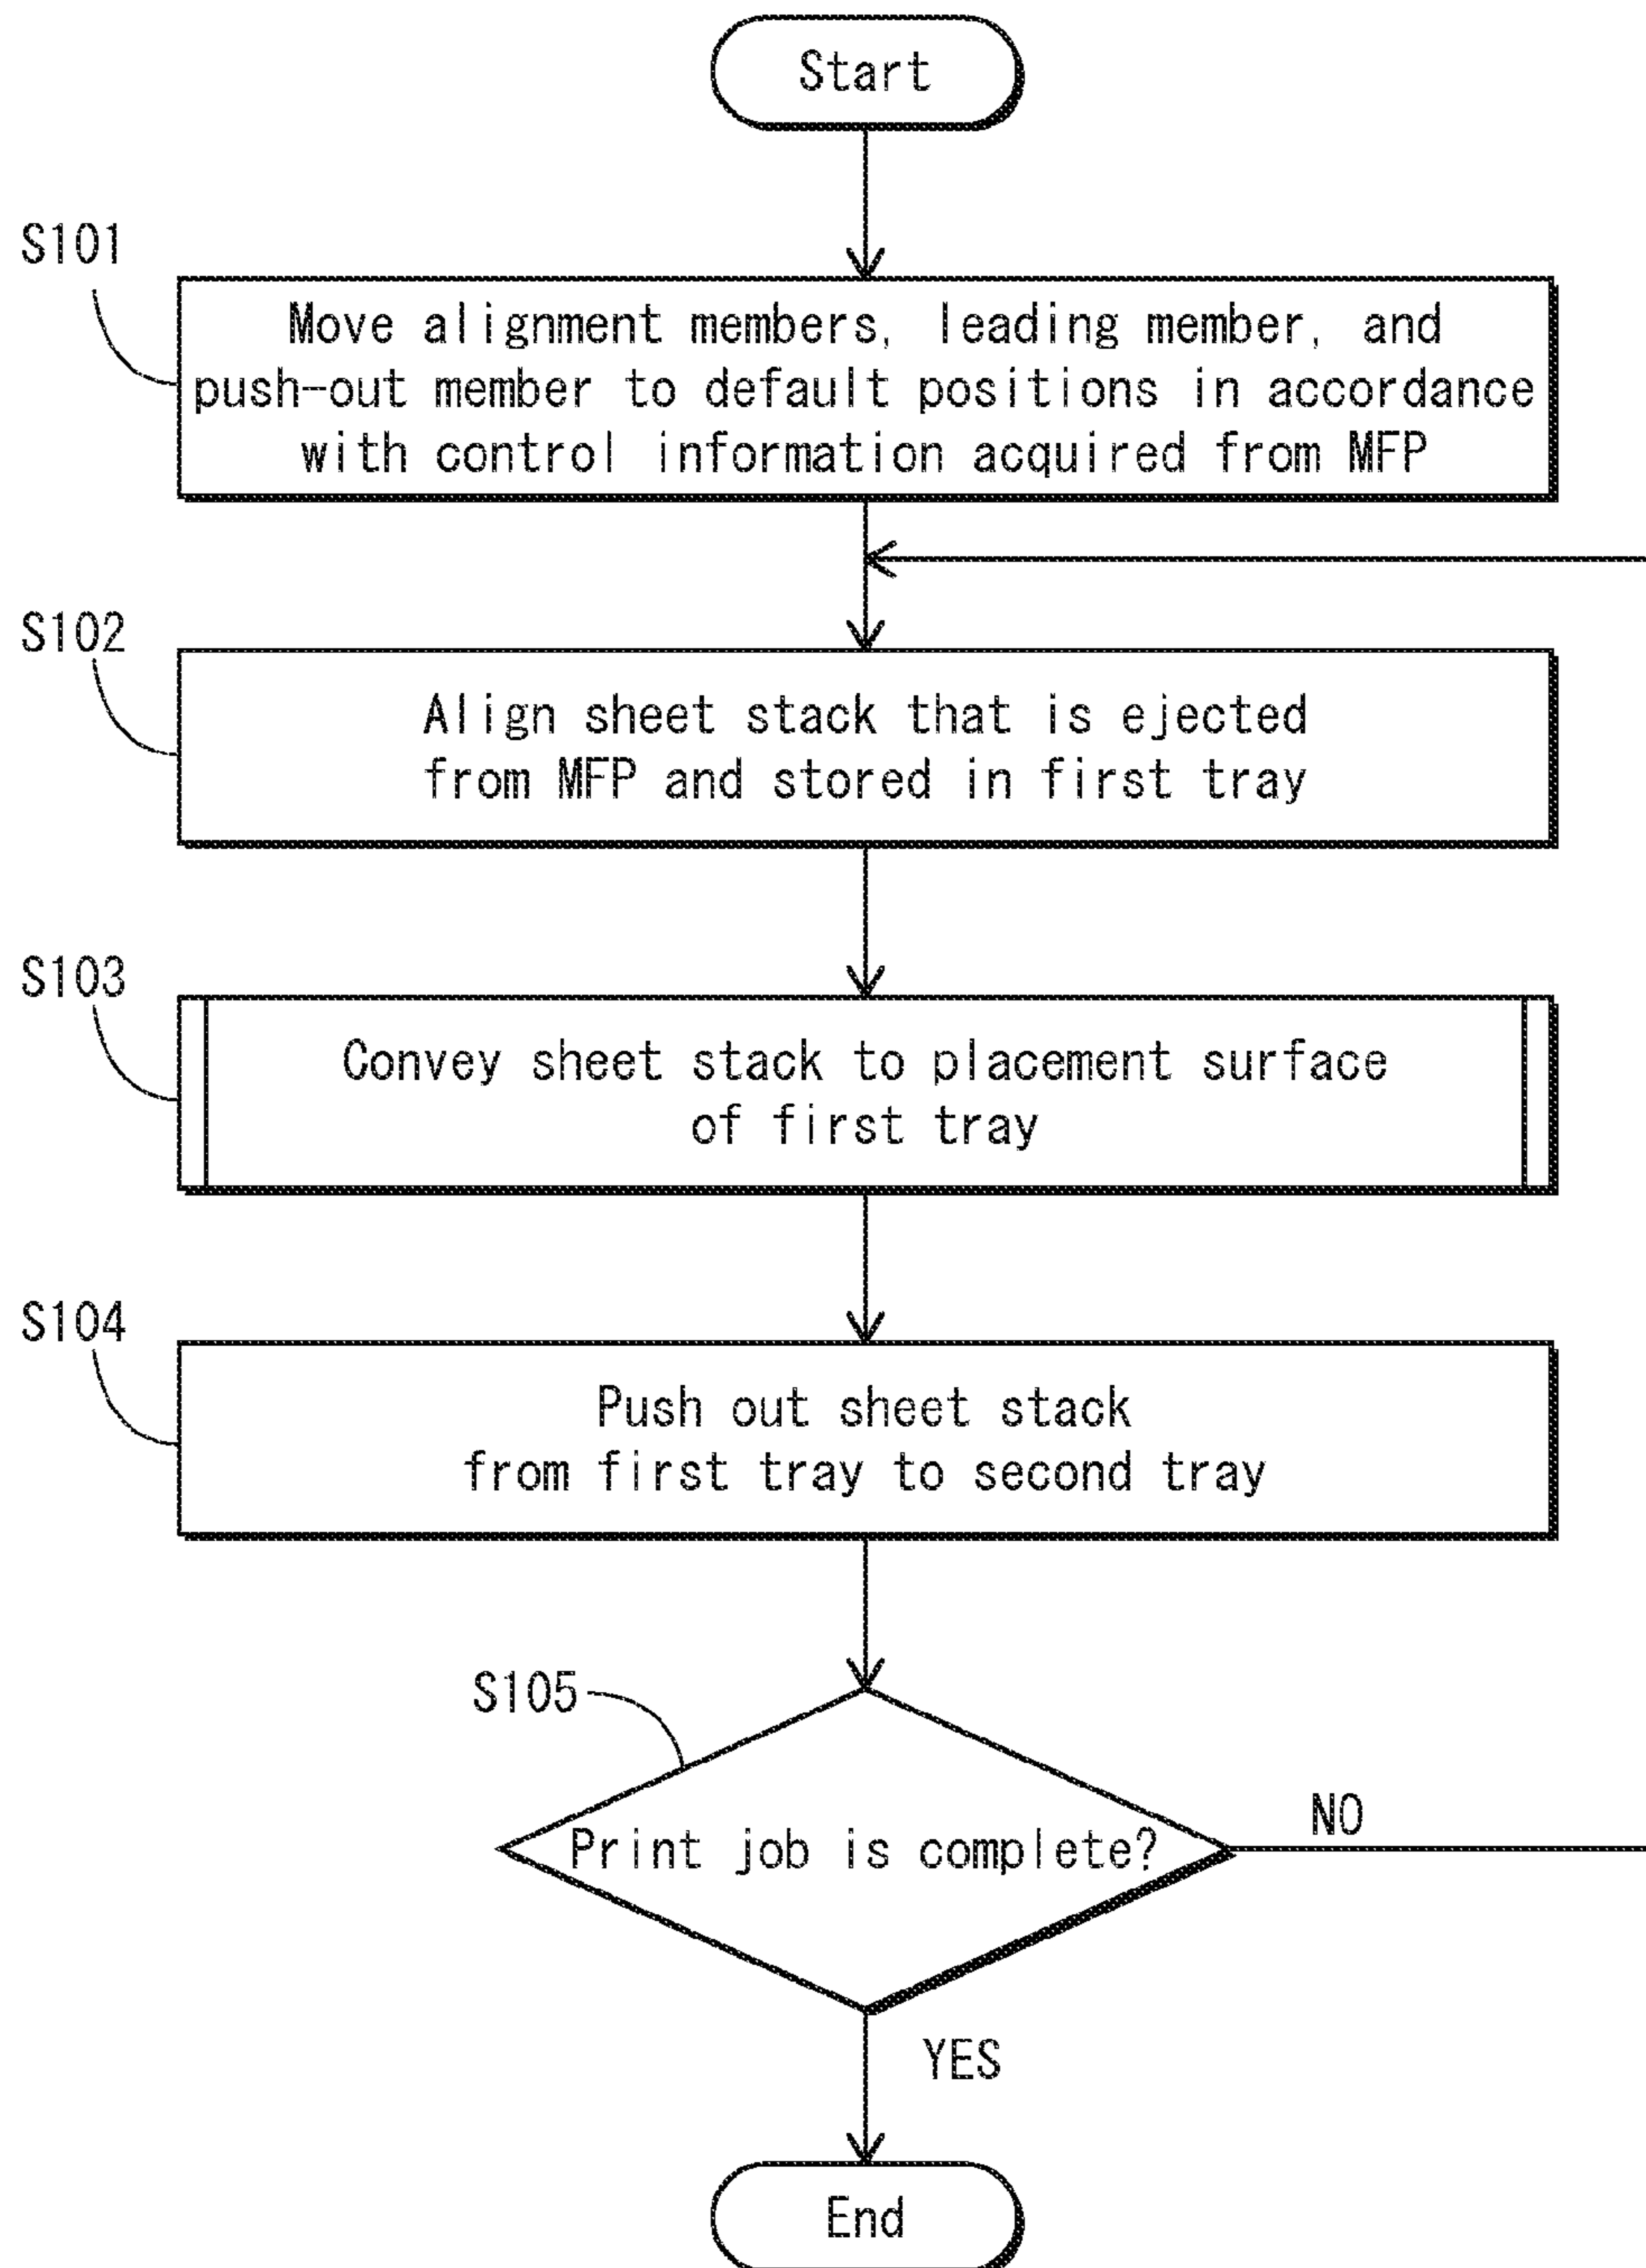 Start
S101
Move alignment members, leading member, and
push-out member to default positions in accordance
with control information acquired from MFP
S102
Align sheet stack that is ejected
from MFP and stored in first tray
S103
Convey sheet stack to placement surface
of first tray
S104
Push out sheet stack
from first tray to second tray
S105
Print job is complete?
NO
YES
End